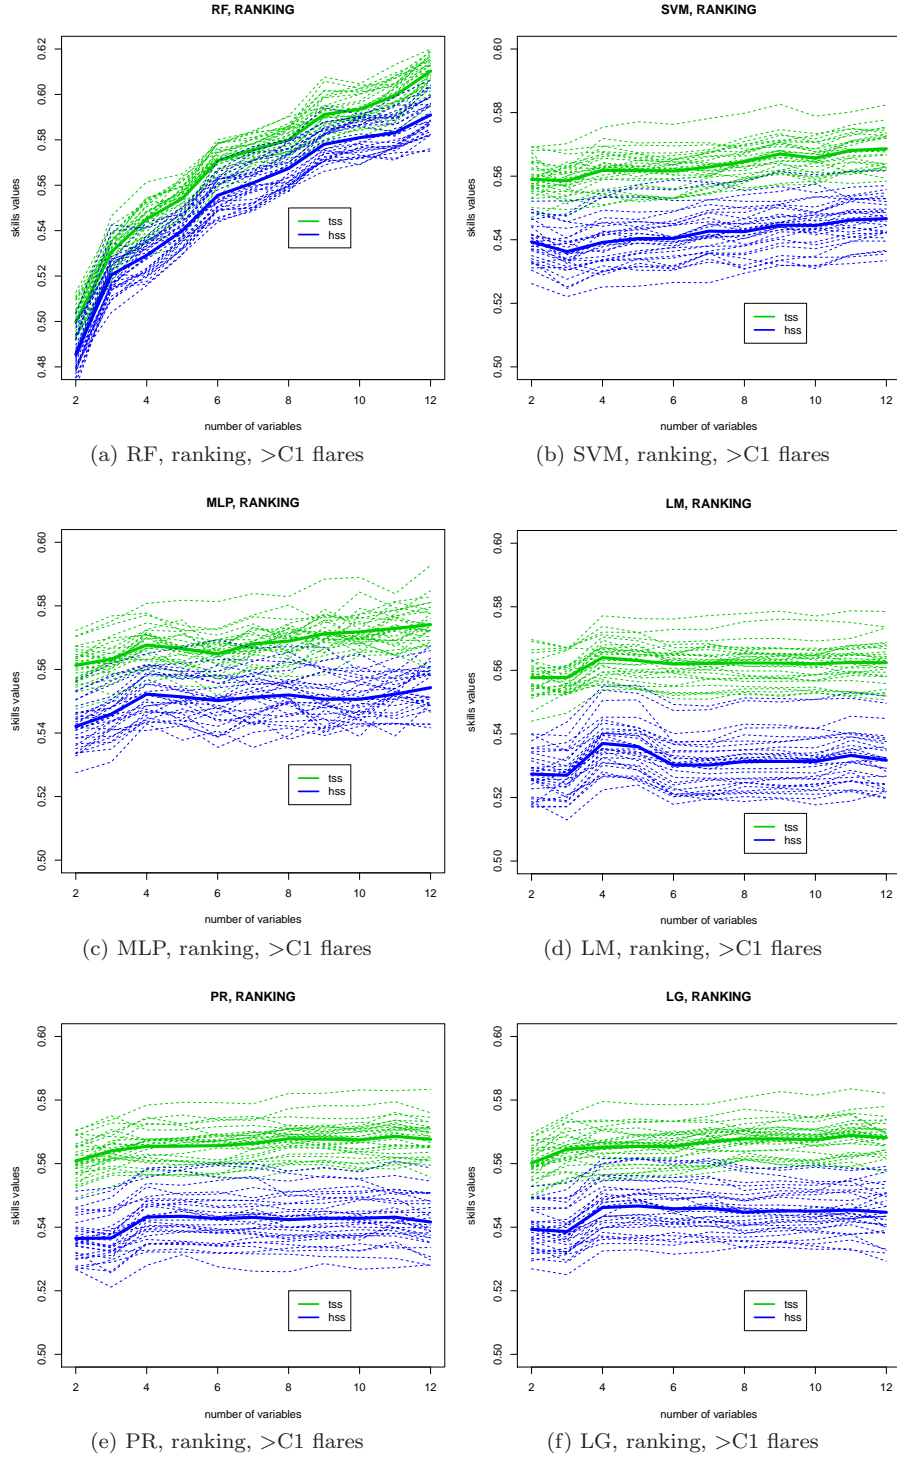 RF, RANKING
skills values
0.62
0.60
0.58
0.56
0.54
0.52
0.50
0.48
tss
hss
2 4 6 8 10 12
number of variables
(a) RF, ranking, >C1 flares
SVM, RANKING
skills values
0.60
0.58
0.56
0.54
0.52
0.50
tss
hss
2 4 6 8 10 12
number of variables
(b) SVM, ranking, >C1 flares
MLP, RANKING
skills values
0.60
0.58
0.56
0.54
0.52
0.50
tss
hss
2 4 6 8 10 12
number of variables
(c) MLP, ranking, >C1 flares
LM, RANKING
skills values
0.60
0.58
0.56
0.54
0.52
0.50
tss
hss
2 4 6 8 10 12
number of variables
(d) LM, ranking, >C1 flares
PR, RANKING
skills values
0.60
0.58
0.56
0.54
0.52
0.50
tss
hss
2 4 6 8 10 12
number of variables
(e) PR, ranking, >C1 flares
LG, RANKING
skills values
0.60
0.58
0.56
0.54
0.52
0.50
tss
hss
2 4 6 8 10 12
number of variables
(f) LG, ranking, >C1 flares